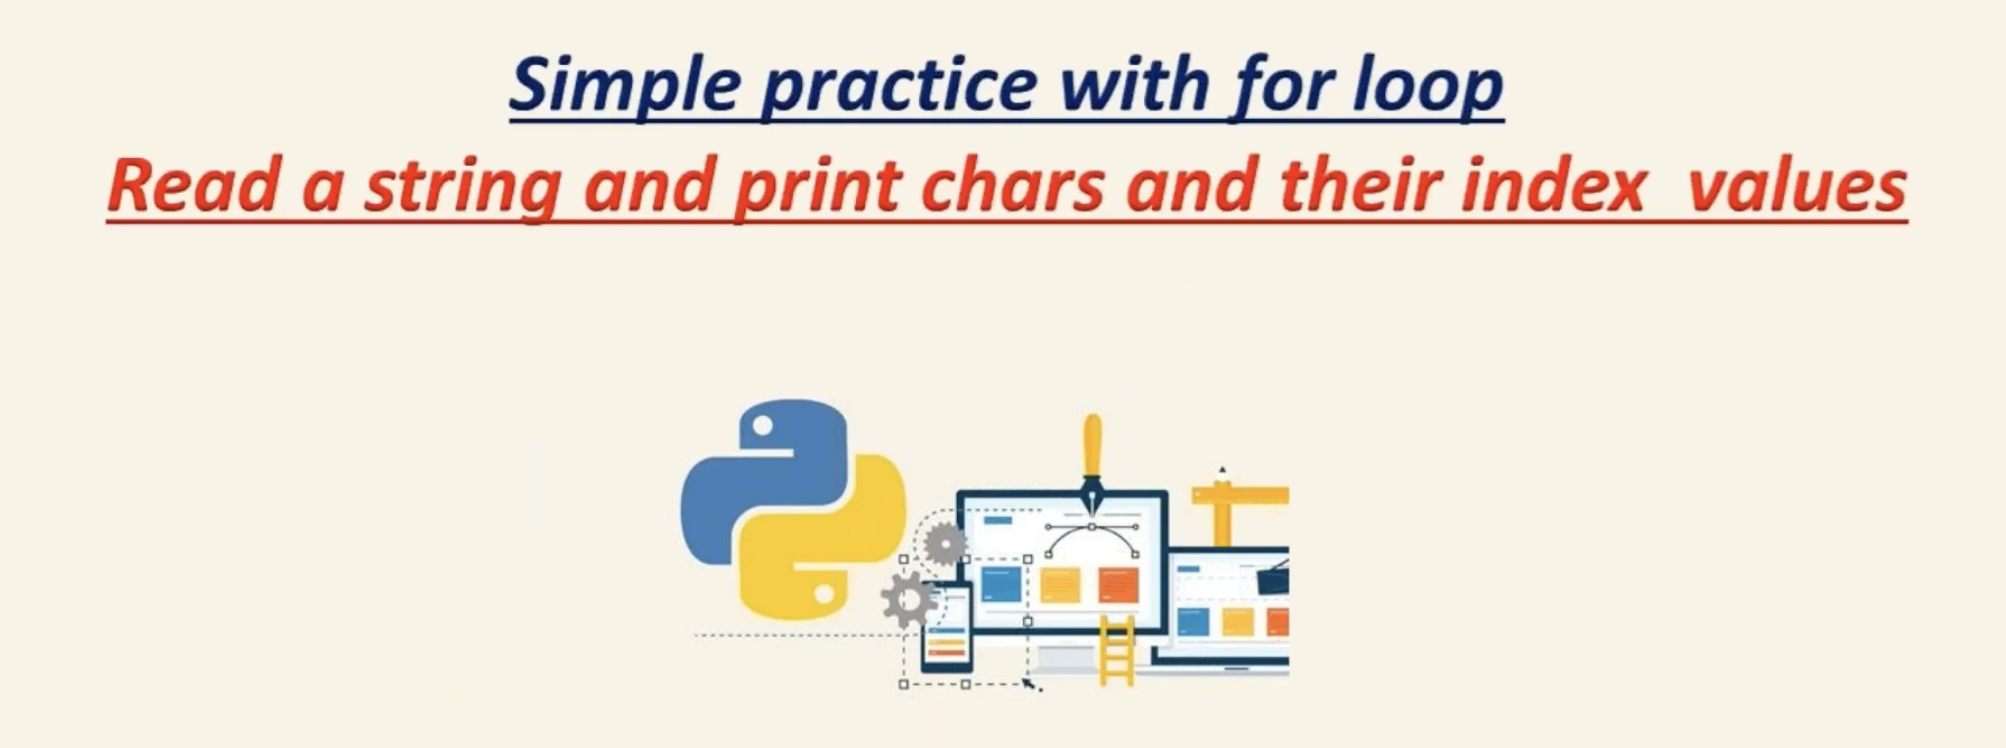 Simple practice with for loop
Read a string and print chars and their index  values